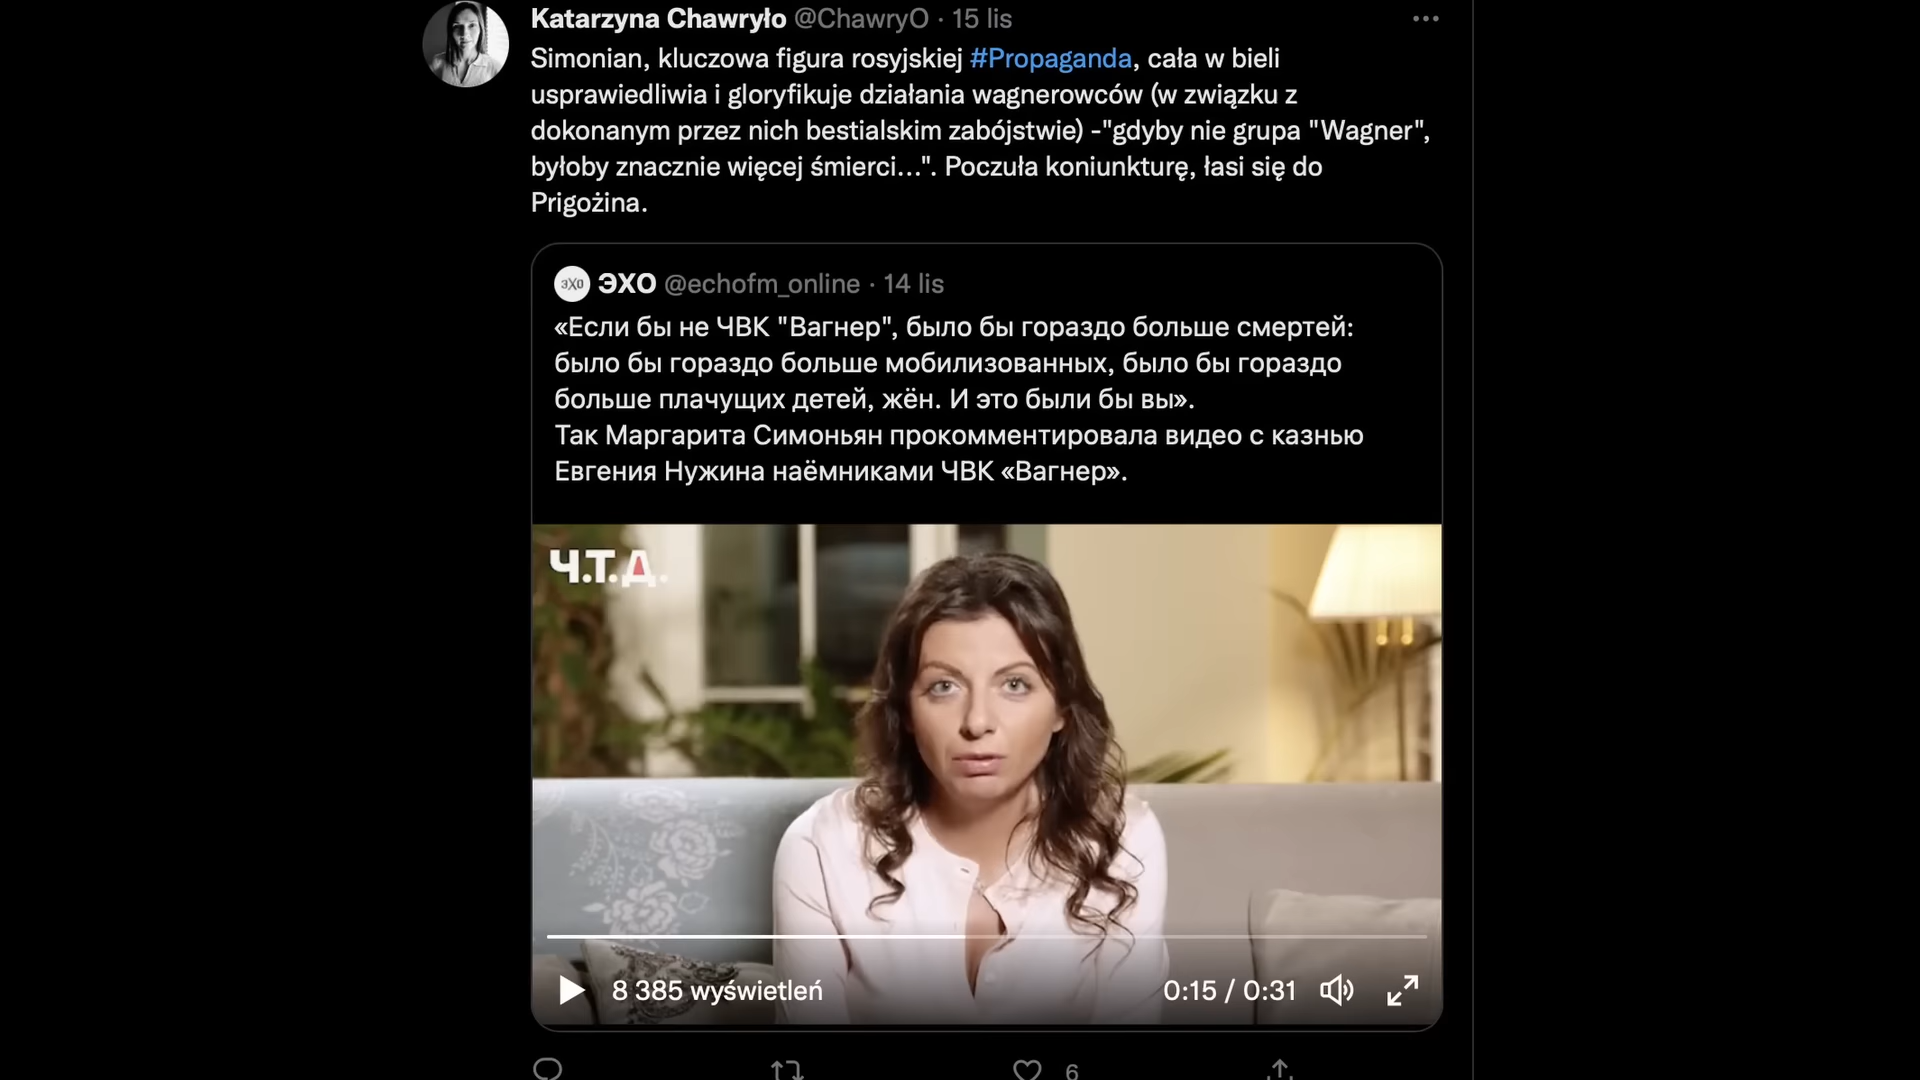 Katarzyna Chawryło @ChawryO · 15 lis
Simonian, kluczowa figura rosyjskiej #Propaganda, cała w bieli
usprawiedliwia i gloryfikuje działania wagnerowców (w związku z
dokonanym przez nich bestialskim zabójstwie) -"gdyby nie grupa "Wagner",
byłoby znacznie więcej śmierci...". Poczuła koniunkturę, łasi się do
Prigożina.
эхо ЭХО @echofm_online · 14 lis
«Если бы не ЧВК "Вагнер", было бы гораздо больше смертей:
было бы гораздо больше мобилизованных, было бы гораздо
больше плачущих детей, жён. И это были бы вы».
Так Маргарита Симоньян прокомментировала видео с казнью
Евгения Нужина наёмниками ЧВК «Вагнер».
Ч.Т.Д.
8 385 wyświetleń
0:15 / 0:31
6